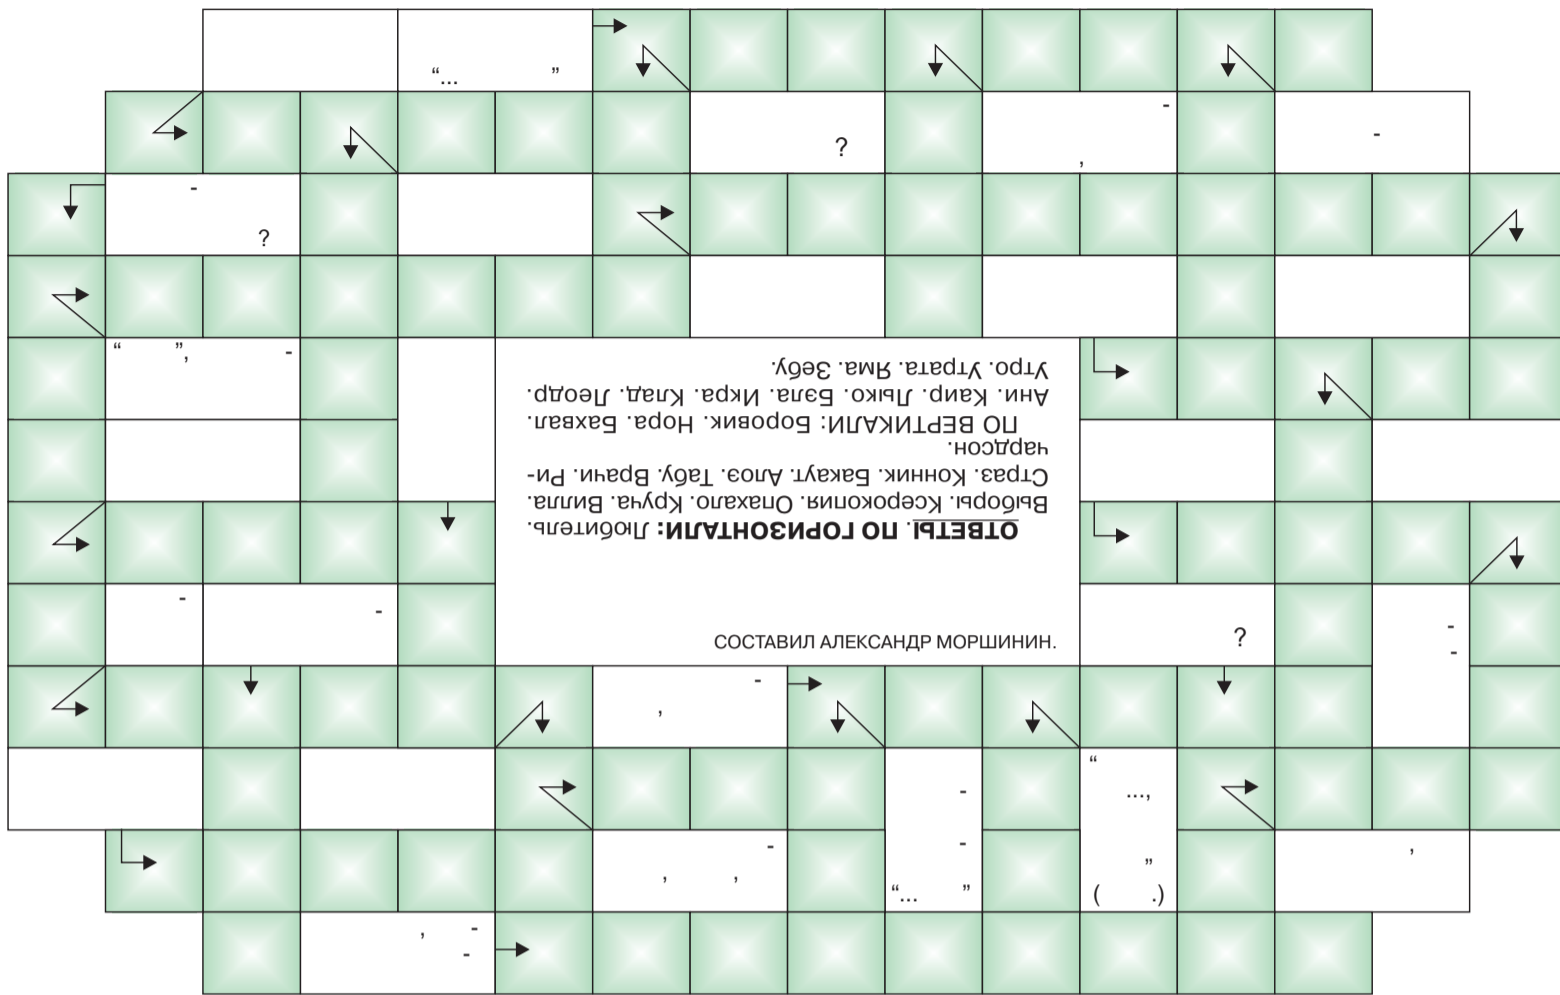 ОТВЕТЫ. ПО ГОРИЗОНТАЛИ: Любитель.
Выборы. Ксерокопия. Опахало. Круча. Вилла.
Страз. Конник. Бакаут. Алоэ. Табу. Врачи. Ри-
чардсон.
ПО ВЕРТИКАЛИ: Боровик. Нора. Бахвал.
Ани. Каир. Лыко. Бэла. Икра. Клад. Леодр.
Утро. Утрата. Яма. Зебу.
СОСТАВИЛ АЛЕКСАНДР МОРШИНИН.